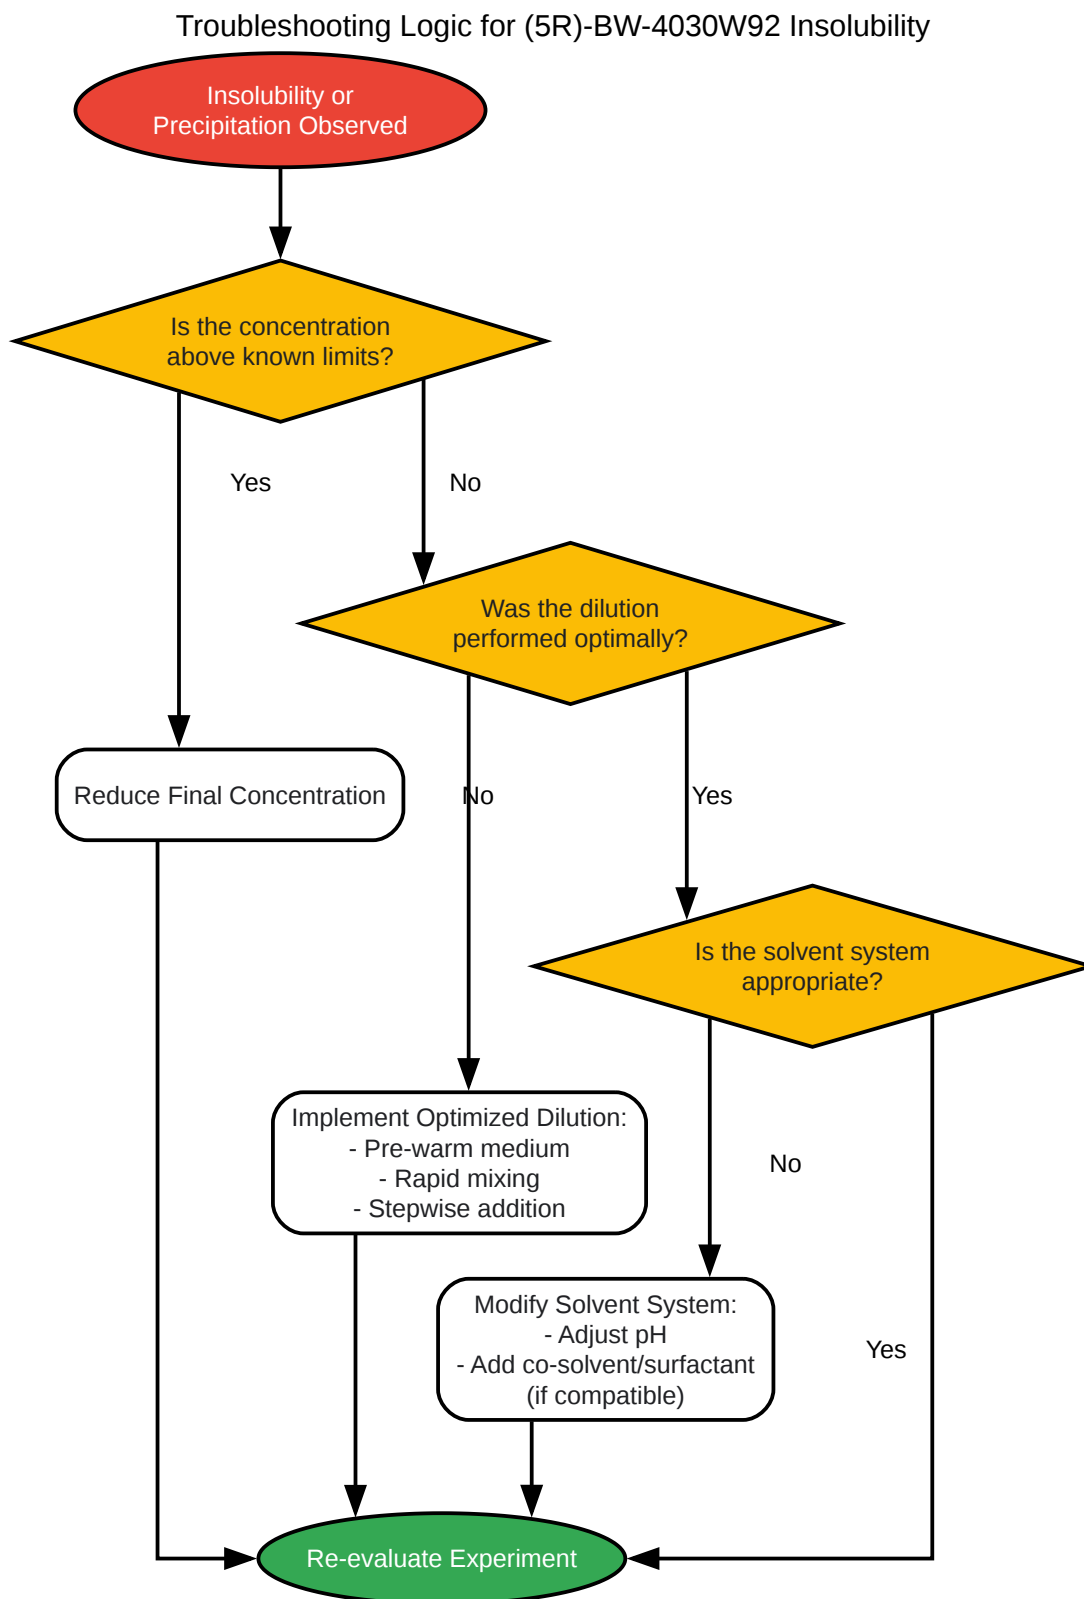 Troubleshooting Logic for (5R)-BW-4030W92 Insolubility
Insolubility or
Precipitation Observed
Is the concentration
above known limits?
Yes
No
Was the dilution
performed optimally?
Reduce Final Concentration
No
Yes
Is the solvent system
appropriate?
Implement Optimized Dilution:
- Pre-warm medium
- Rapid mixing
- Stepwise addition
No
Modify Solvent System:
- Adjust pH
- Add co-solvent/surfactant
(if compatible)
Yes
Re-evaluate Experiment